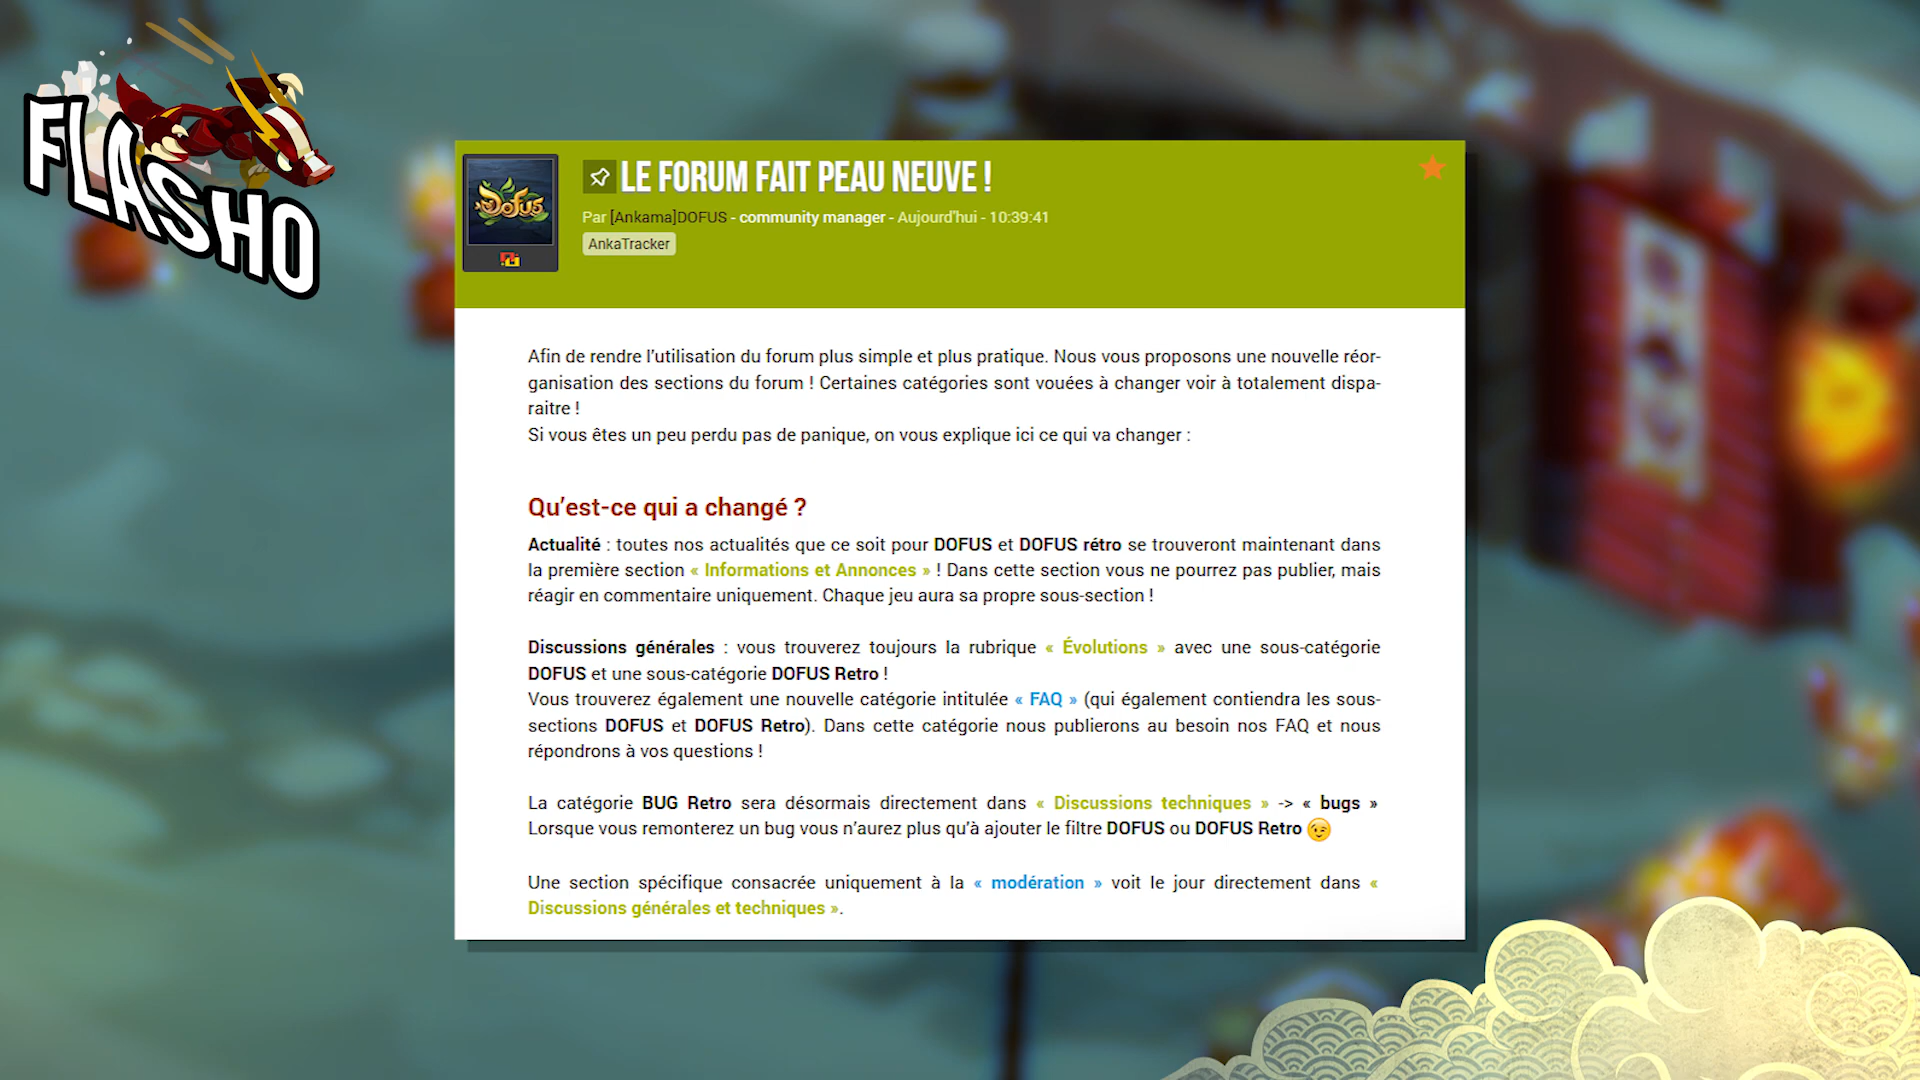 FLASHO
LE FORUM FAIT PEAU NEUVE !
Par [Ankama]DOFUS - community manager - Aujourd'hui - 10:39:41
AnkaTracker
Dofus
Afin de rendre l’utilisation du forum plus simple et plus pratique. Nous vous proposons une nouvelle réor-
ganisation des sections du forum ! Certaines catégories sont vouées à changer voir à totalement dispa-
raitre !
Si vous êtes un peu perdu pas de panique, on vous explique ici ce qui va changer :
Qu’est-ce qui a changé ?
Actualité : toutes nos actualités que ce soit pour DOFUS et DOFUS rétro se trouveront maintenant dans
la première section « Informations et Annonces » ! Dans cette section vous ne pourrez pas publier, mais
réagir en commentaire uniquement. Chaque jeu aura sa propre sous-section !
Discussions générales : vous trouverez toujours la rubrique « Évolutions » avec une sous-catégorie
DOFUS et une sous-catégorie DOFUS Retro !
Vous trouverez également une nouvelle catégorie intitulée « FAQ » (qui également contiendra les sous-
sections DOFUS et DOFUS Retro). Dans cette catégorie nous publierons au besoin nos FAQ et nous
répondrons à vos questions !
La catégorie BUG Retro sera désormais directement dans « Discussions techniques » -> « bugs »
Lorsque vous remonterez un bug vous n’aurez plus qu’à ajouter le filtre DOFUS ou DOFUS Retro 😉
Une section spécifique consacrée uniquement à la « modération » voit le jour directement dans «
Discussions générales et techniques ».